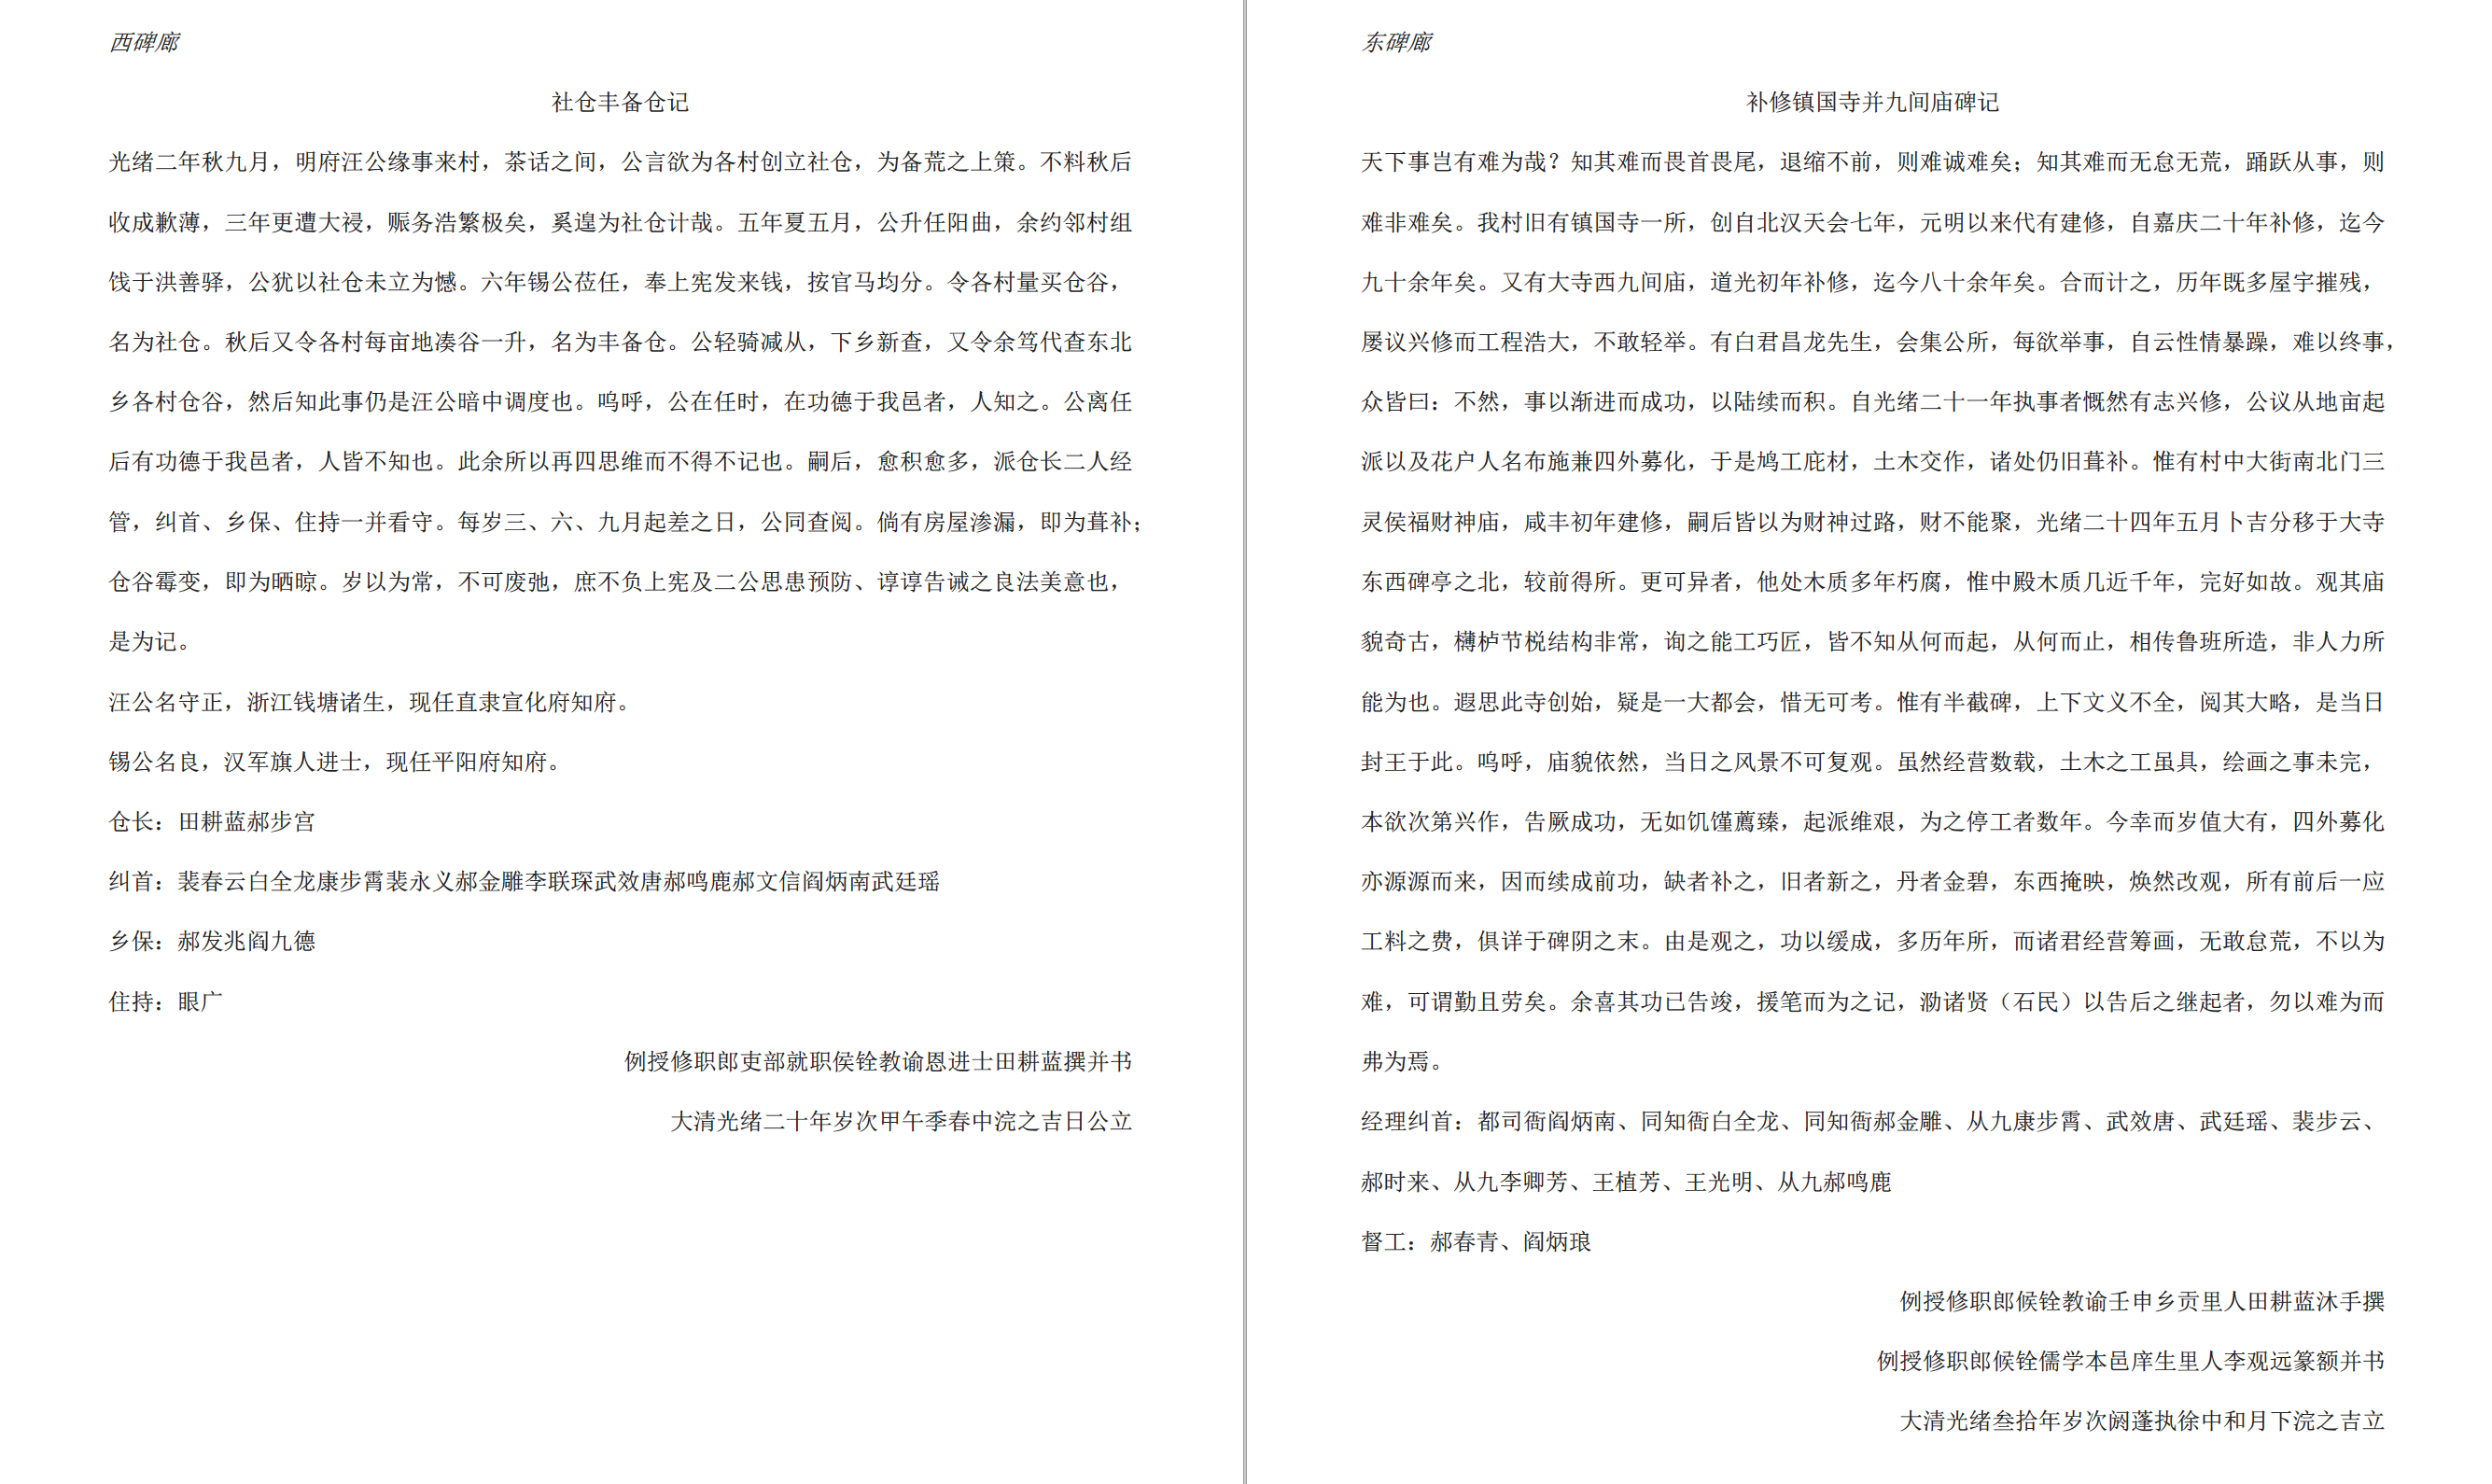 西碑廊
社仓丰备仓记
光绪二年秋九月，明府汪公缘事来村，茶话之间，公言欲为各村创立社仓，为备荒之上策。不料秋后
收成歉薄，三年更遭大祲，赈务浩繁极矣，奚遑为社仓计哉。五年夏五月，公升任阳曲，余约邻村组
饯于洪善驿，公犹以社仓未立为憾。六年锡公莅任，奉上宪发来钱，按官马均分。令各村量买仓谷，
名为社仓。秋后又令各村每亩地凑谷一升，名为丰备仓。公轻骑减从，下乡新查，又令余笃代查东北
乡各村仓谷，然后知此事仍是汪公暗中调度也。呜呼，公在任时，在功德于我邑者，人知之。公离任
后有功德于我邑者，人皆不知也。此余所以再四思维而不得不记也。嗣后，愈积愈多，派仓长二人经
管，纠首、乡保、住持一并看守。每岁三、六、九月起差之日，公同查阅。倘有房屋渗漏，即为葺补；
仓谷霉变，即为晒晾。岁以为常，不可废弛，庶不负上宪及二公思患预防、谆谆告诫之良法美意也，
是为记。
汪公名守正，浙江钱塘诸生，现任直隶宣化府知府。
锡公名良，汉军旗人进士，现任平阳府知府。
仓长：田耕蓝郝步宫
纠首：裴春云白全龙康步霄裴永义郝金雕李联琛武效唐郝鸣鹿郝文信阎炳南武廷瑶
乡保：郝发兆阎九德
住持：眼广
例授修职郎吏部就职侯铨教谕恩进士田耕蓝撰并书
大清光绪二十年岁次甲午季春中浣之吉日公立
东碑廊
补修镇国寺并九间庙碑记
天下事岂有难为哉？知其难而畏首畏尾，退缩不前，则难诚难矣；知其难而无怠无荒，踊跃从事，则
难非难矣。我村旧有镇国寺一所，创自北汉天会七年，元明以来代有建修，自嘉庆二十年补修，迄今
九十余年矣。又有大寺西九间庙，道光初年补修，迄今八十余年矣。合而计之，历年既多屋宇摧残，
屡议兴修而工程浩大，不敢轻举。有白君昌龙先生，会集公所，每欲举事，自云性情暴躁，难以终事，
众皆曰：不然，事以渐进而成功，以陆续而积。自光绪二十一年执事者慨然有志兴修，公议从地亩起
派以及花户人名布施兼四外募化，于是鸠工庇材，土木交作，诸处仍旧葺补。惟有村中大街南北门三
灵侯福财神庙，咸丰初年建修，嗣后皆以为财神过路，财不能聚，光绪二十四年五月卜吉分移于大寺
东西碑亭之北，较前得所。更可异者，他处木质多年朽腐，惟中殿木质几近千年，完好如故。观其庙
貌奇古，欂栌节棁结构非常，询之能工巧匠，皆不知从何而起，从何而止，相传鲁班所造，非人力所
能为也。遐思此寺创始，疑是一大都会，惜无可考。惟有半截碑，上下文义不全，阅其大略，是当日
封王于此。呜呼，庙貌依然，当日之风景不可复观。虽然经营数载，土木之工虽具，绘画之事未完，
本欲次第兴作，告厥成功，无如饥馑薦臻，起派维艰，为之停工者数年。今幸而岁值大有，四外募化
亦源源而来，因而续成前功，缺者补之，旧者新之，丹者金碧，东西掩映，焕然改观，所有前后一应
工料之费，俱详于碑阴之末。由是观之，功以缓成，多历年所，而诸君经营筹画，无敢怠荒，不以为
难，可谓勤且劳矣。余喜其功已告竣，援笔而为之记，泐诸贤（石民）以告后之继起者，勿以难为而
弗为焉。
经理纠首：都司衙阎炳南、同知衙白全龙、同知衙郝金雕、从九康步霄、武效唐、武廷瑶、裴步云、
郝时来、从九李卿芳、王植芳、王光明、从九郝鸣鹿
督工：郝春青、阎炳琅
例授修职郎候铨教谕壬申乡贡里人田耕蓝沐手撰
例授修职郎候铨儒学本邑庠生里人李观远篆额并书
大清光绪叁拾年岁次阏蓬执徐中和月下浣之吉立